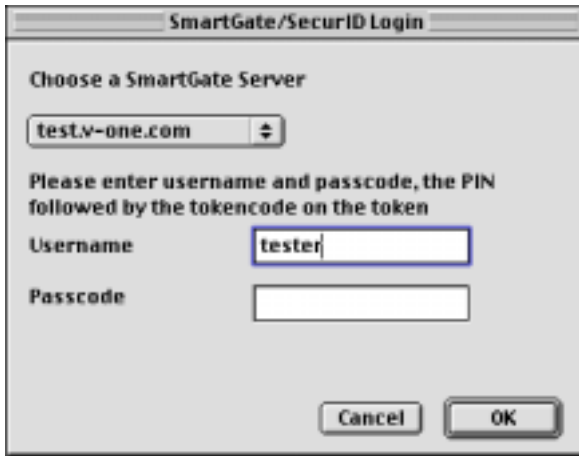 SmartGate/SecurID Login
Choose a SmartGate Server
test.v-one.com
Please enter username and passcode, the PIN
followed by the tokencode on the token
Username
tester
Passcode
Cancel
OK